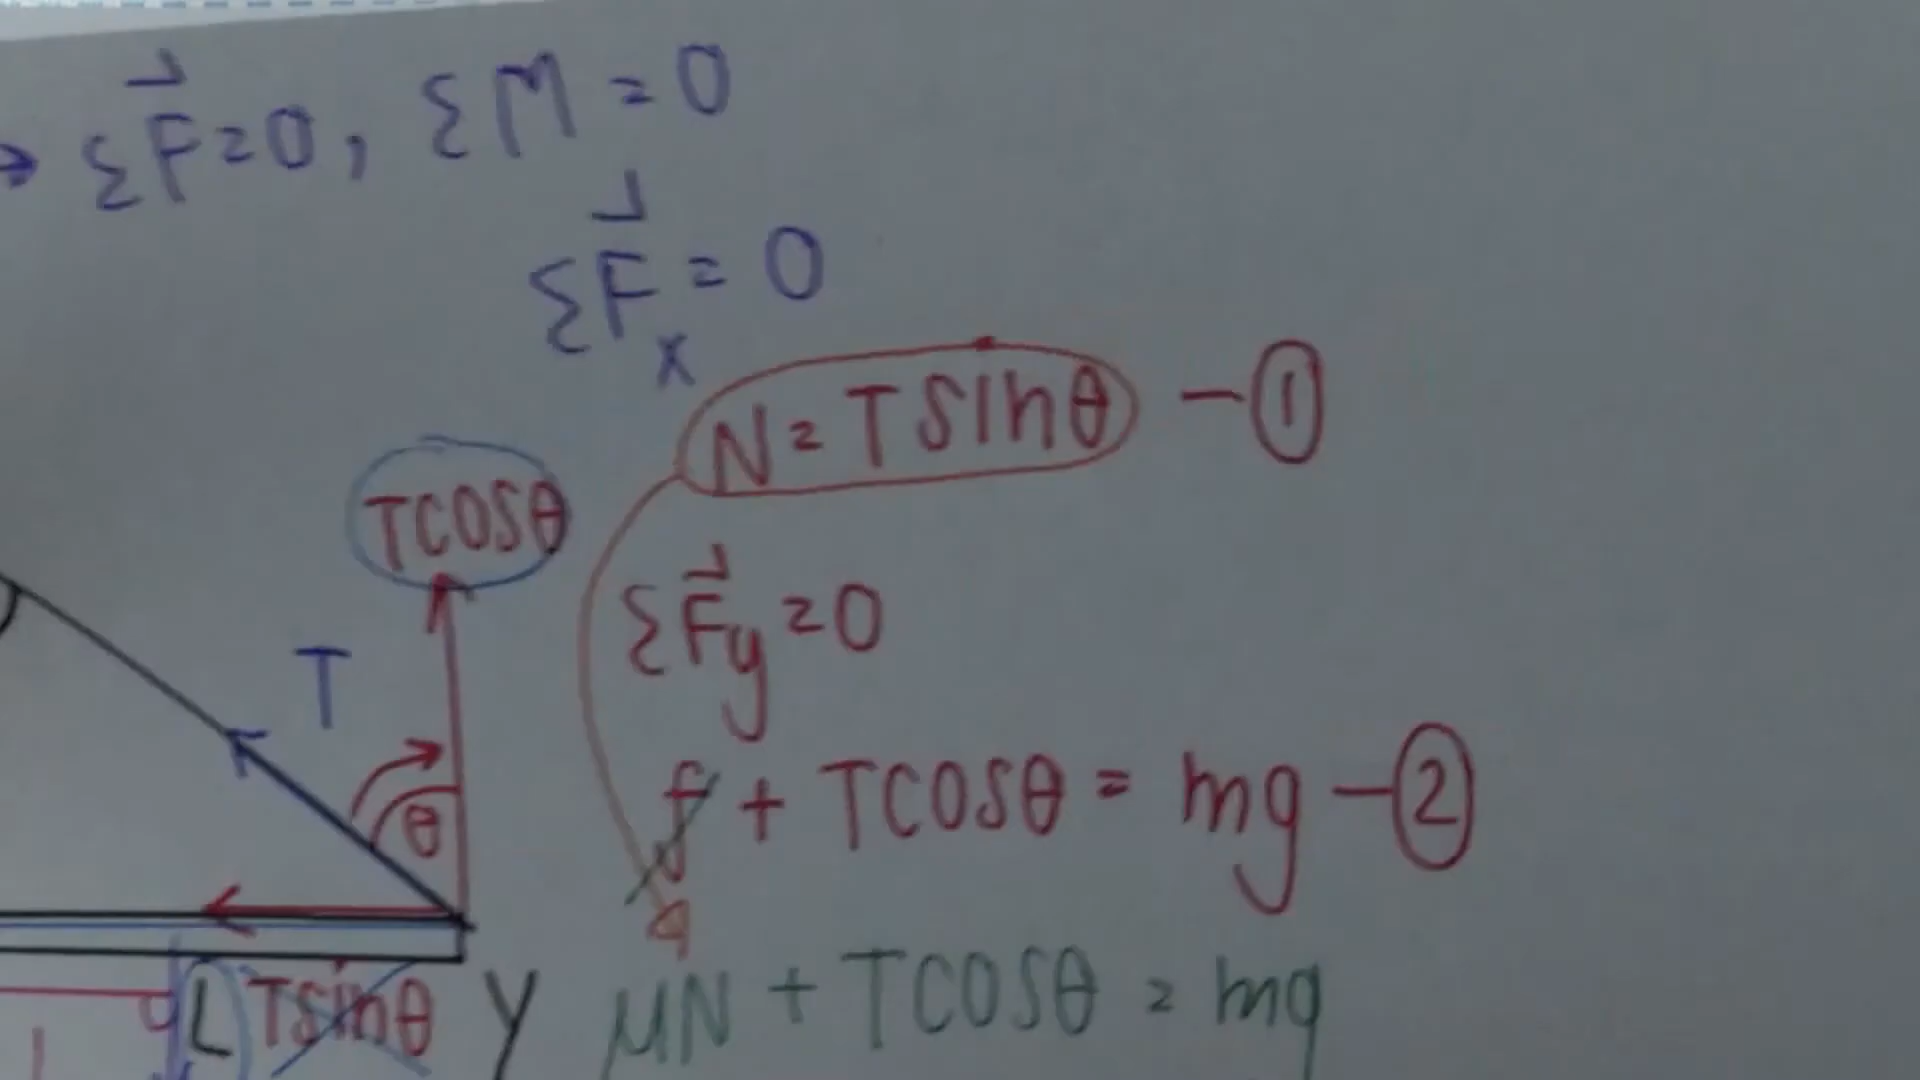 → ΣF⃗=0, ΣM=0
ΣF⃗x = 0
N=Tsinθ -①
Tcosθ
ΣF⃗y=0
T
f + Tcosθ = mg -②
θ
L Tsinθ Y
μN + Tcosθ = mg